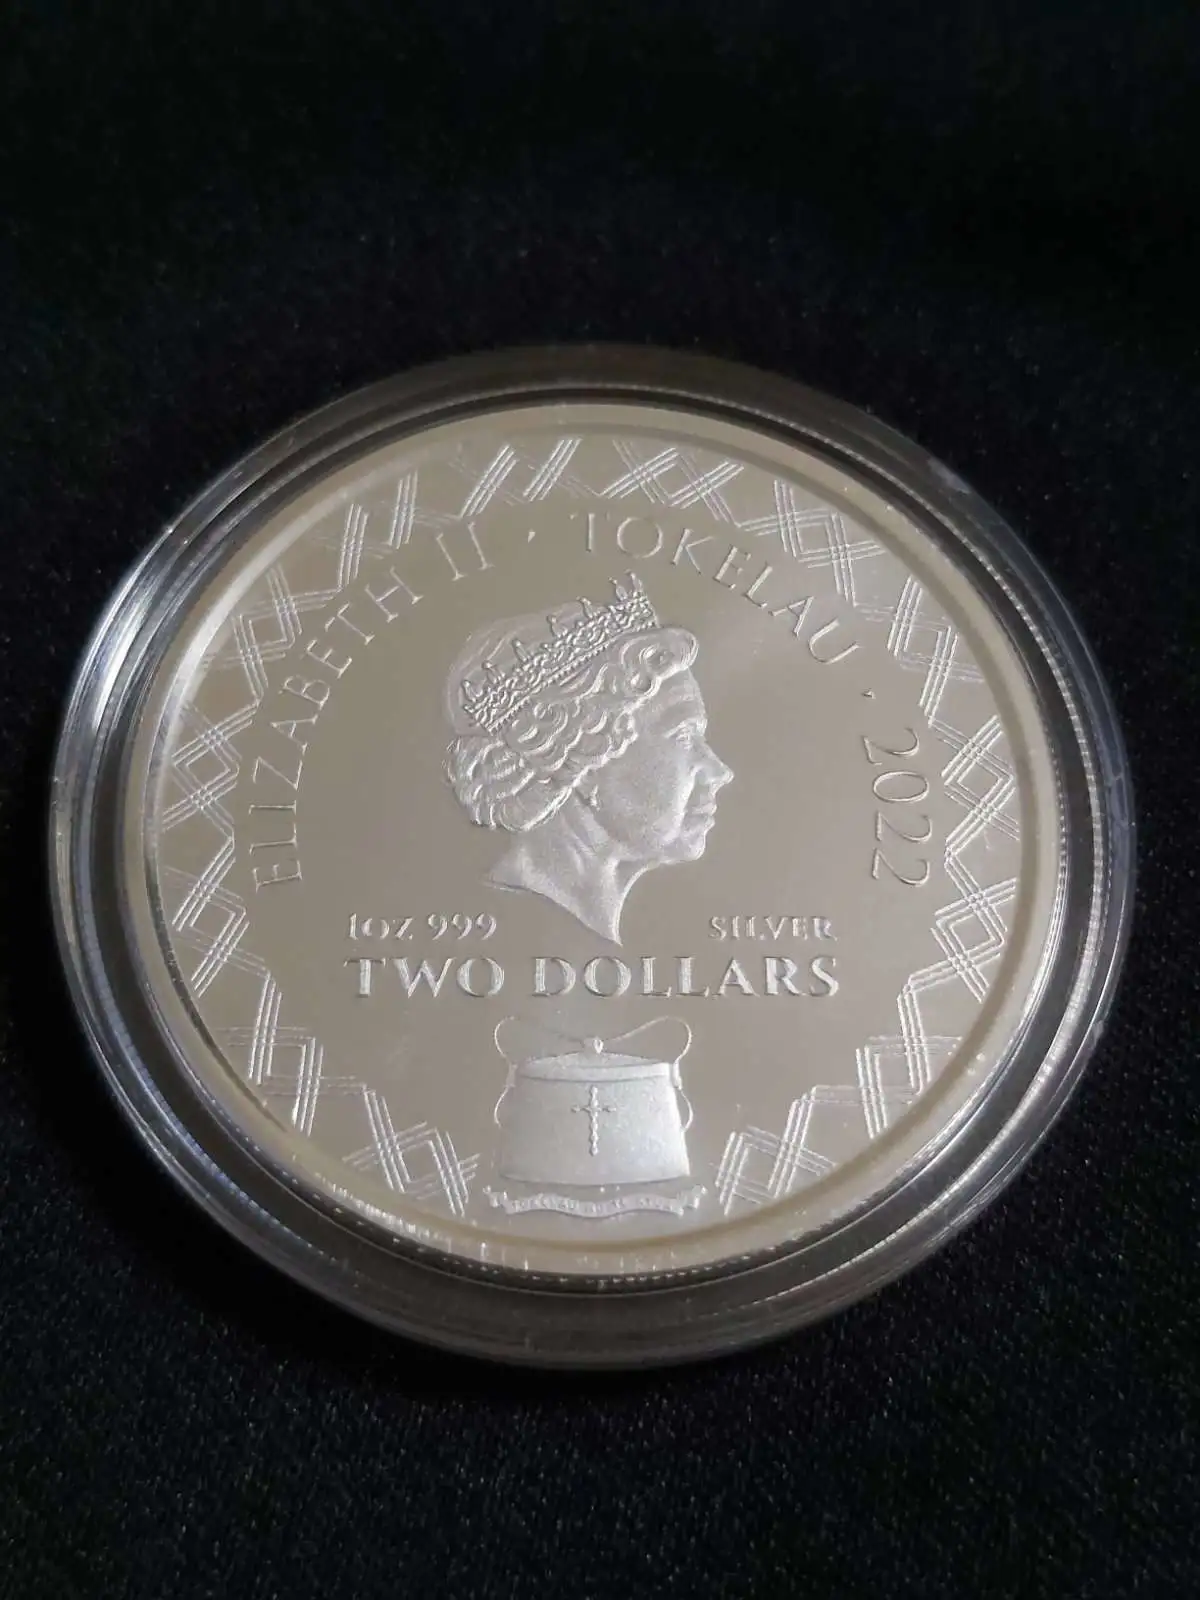 ELIZABETH II · TOKELAU · 2022
1OZ 999 SILVER
TWO DOLLARS